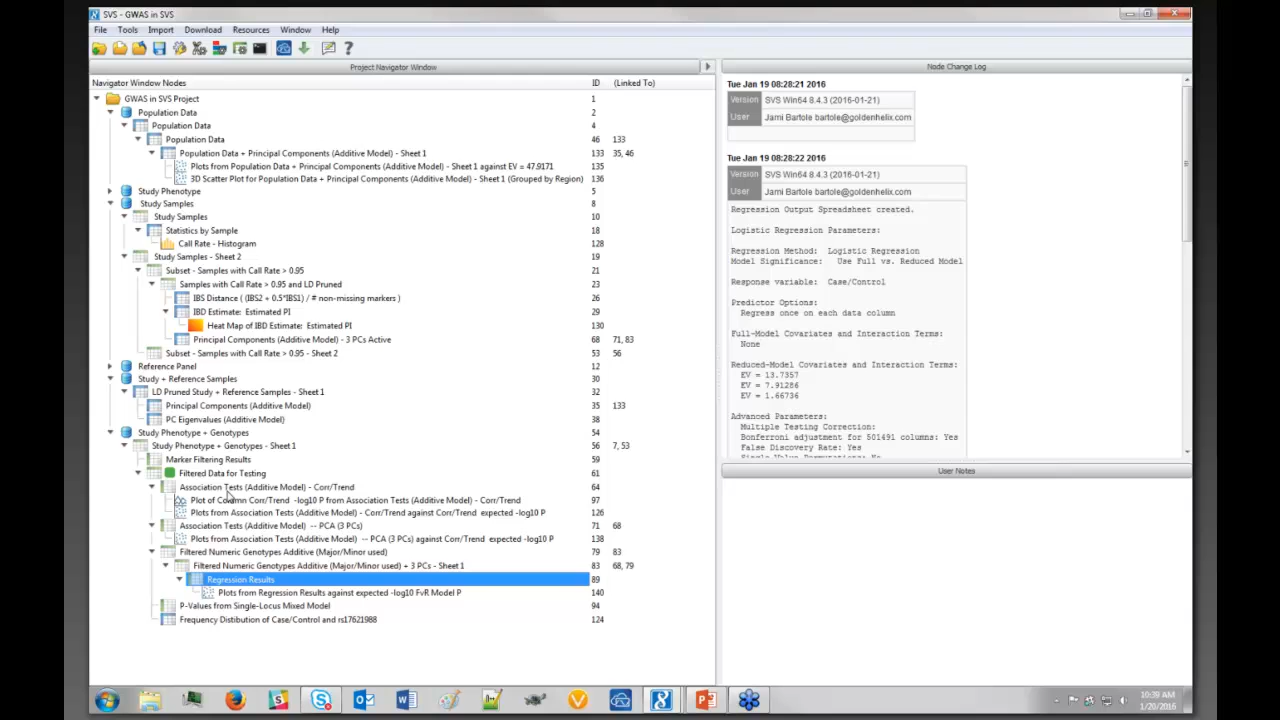 SVS - GWAS in SVS
File Tools Import Download Resources Window Help
Project Navigator Window
Navigator Window Nodes ID (Linked To)
GWAS in SVS Project 1
Population Data 2
Population Data 4
Population Data 46 133
Population Data + Principal Components (Additive Model) - Sheet 1 133 35, 46
Plots from Population Data + Principal Components (Additive Model) - Sheet 1 against EV = 47.9171 135
3D Scatter Plot for Population Data + Principal Components (Additive Model) - Sheet 1 (Grouped by Region) 136
Study Phenotype 5
Study Samples 8
Study Samples 10
Statistics by Sample 18
Call Rate - Histogram 128
Study Samples - Sheet 2 19
Subset - Samples with Call Rate > 0.95 21
Samples with Call Rate > 0.95 and LD Pruned 23
IBS Distance ( (IBS2 + 0.5*IBS1) / # non-missing markers ) 26
IBD Estimate: Estimated PI 29
Heat Map of IBD Estimate: Estimated PI 130
Principal Components (Additive Model) - 3 PCs Active 68 71, 83
Subset - Samples with Call Rate > 0.95 - Sheet 2 53 56
Reference Panel 12
Study + Reference Samples 30
LD Pruned Study + Reference Samples - Sheet 1 32
Principal Components (Additive Model) 35 133
PC Eigenvalues (Additive Model) 38
Study Phenotype + Genotypes 54
Study Phenotype + Genotypes - Sheet 1 56 7, 53
Marker Filtering Results 59
Filtered Data for Testing 61
Association Tests (Additive Model) - Corr/Trend 64
Plot of Column Corr/Trend -log10 P from Association Tests (Additive Model) - Corr/Trend 97
Plots from Association Tests (Additive Model) - Corr/Trend against Corr/Trend expected -log10 P 126
Association Tests (Additive Model) -- PCA (3 PCs) 71 68
Plots from Association Tests (Additive Model) -- PCA (3 PCs) against Corr/Trend expected -log10 P 138
Filtered Numeric Genotypes Additive (Major/Minor used) 79 83
Filtered Numeric Genotypes Additive (Major/Minor used) + 3 PCs - Sheet 1 83 68, 79
Regression Results 89
Plots from Regression Results against expected -log10 FvR Model P 140
P-Values from Single-Locus Mixed Model 94
Frequency Distibution of Case/Control and rs17621988 124
Node Change Log
Tue Jan 19 08:28:21 2016
Version SVS Win64 8.4.3 (2016-01-21)
User Jami Bartole bartole@goldenhelix.com
Tue Jan 19 08:28:22 2016
Version SVS Win64 8.4.3 (2016-01-21)
User Jami Bartole bartole@goldenhelix.com
Regression Output Spreadsheet created.
Logistic Regression Parameters:
Regression Method: Logistic Regression
Model Significance: Use Full vs. Reduced Model
Response variable: Case/Control
Predictor Options:
Regress once on each data column
Full-Model Covariates and Interaction Terms:
None
Reduced-Model Covariates and Interaction Terms:
EV = 13.7357
EV = 7.91286
EV = 1.66736
Advanced Parameters:
Multiple Testing Correction:
Bonferroni adjustment for 501491 columns: Yes
False Discovery Rate: Yes
User Notes
10:39 AM
1/20/2016